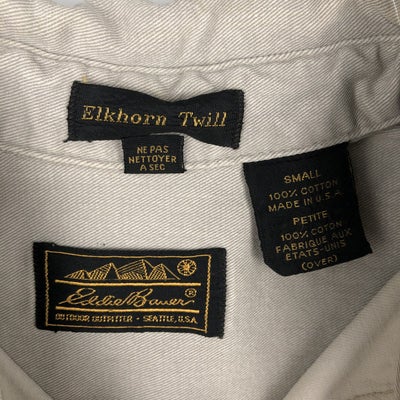 Elkhorn Twill
NE PAS
NETTOYER
A SEC
SMALL
100% COTTON
MADE IN U.S.A
PETITE
100% COTON
FABRIQUE AUX
ETATS-UNIS
(OVER)
Eddie Bauer®
OUTDOOR OUTFITTER - SEATTLE, U.S.A.